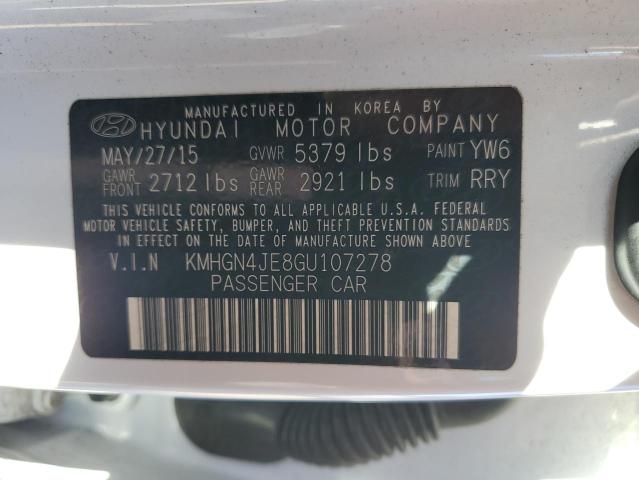 MANUFACTURED IN KOREA BY
HYUNDAI MOTOR COMPANY
MAY/27/15 GVWR 5379 lbs PAINT YW6
GAWR FRONT 2712 lbs GAWR REAR 2921 lbs TRIM RRY
THIS VEHICLE CONFORMS TO ALL APPLICABLE U.S.A. FEDERAL
MOTOR VEHICLE SAFETY, BUMPER, AND THEFT PREVENTION STANDARDS
IN EFFECT ON THE DATE OF MANUFACTURE SHOWN ABOVE.
V.I.N KMHGN4JE8GU107278
PASSENGER CAR